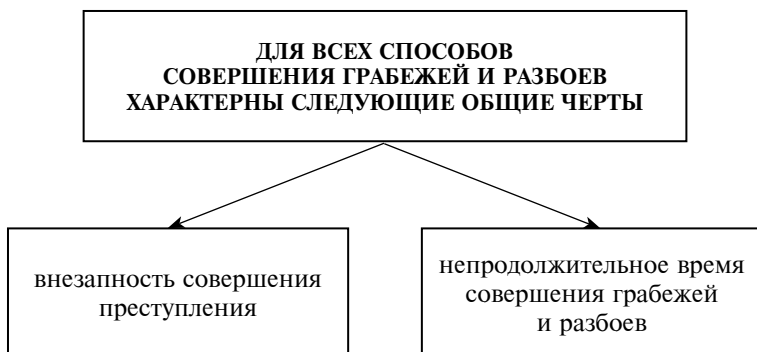 ДЛЯ ВСЕХ СПОСОБОВ
СОВЕРШЕНИЯ ГРАБЕЖЕЙ И РАЗБОЕВ
ХАРАКТЕРНЫ СЛЕДУЮЩИЕ ОБЩИЕ ЧЕРТЫ
внезапность совершения
преступления
непродолжительное время
совершения грабежей
и разбоев